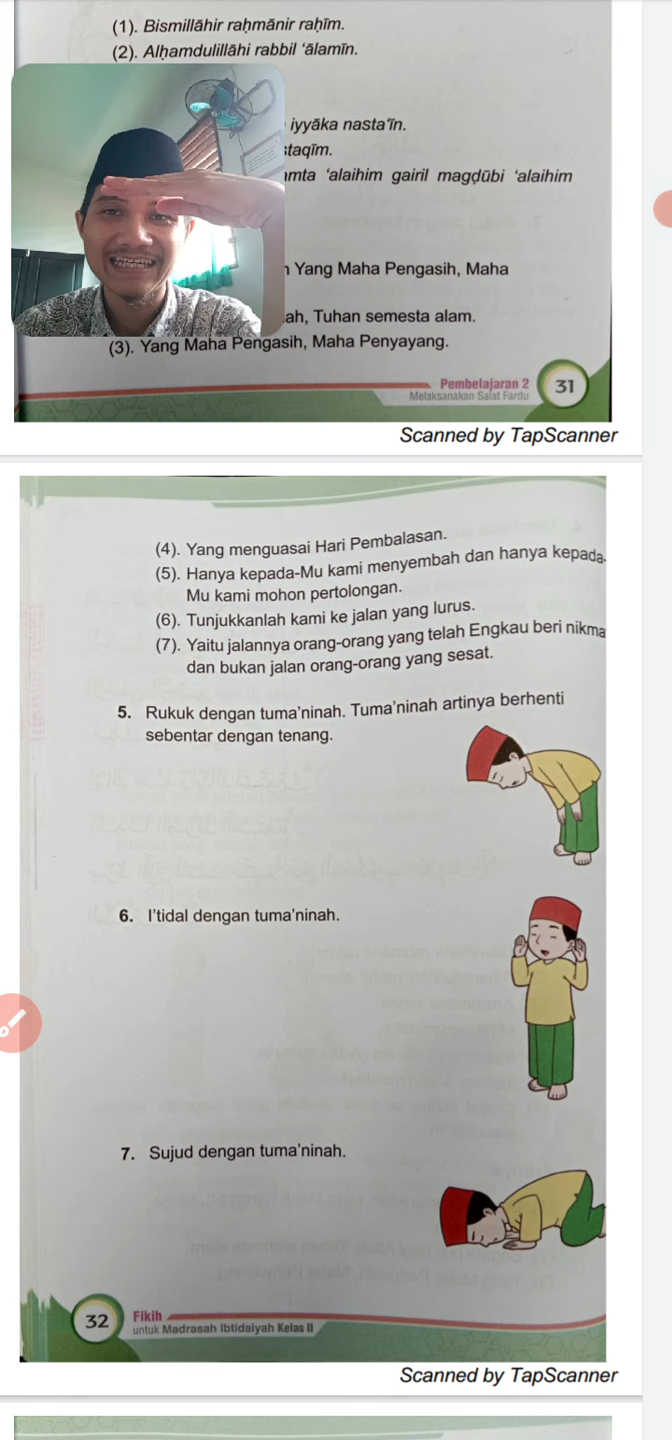 (1). Bismillāhir raḥmānir raḥīm.
(2). Alḥamdulillāhi rabbil 'ālamīn.
iyyāka nasta'īn.
staqīm.
amta 'alaihim gairil magḍūbi 'alaihim
Yang Maha Pengasih, Maha
ah, Tuhan semesta alam.
(3). Yang Maha Pengasih, Maha Penyayang.
Pembelajaran 2
Melaksanakan Salat Fardu
31
Scanned by TapScanner
(4). Yang menguasai Hari Pembalasan.
(5). Hanya kepada-Mu kami menyembah dan hanya kepada-
Mu kami mohon pertolongan.
(6). Tunjukkanlah kami ke jalan yang lurus.
(7). Yaitu jalannya orang-orang yang telah Engkau beri nikma
dan bukan jalan orang-orang yang sesat.
5. Rukuk dengan tuma'ninah. Tuma'ninah artinya berhenti
sebentar dengan tenang.
6. I'tidal dengan tuma'ninah.
7. Sujud dengan tuma'ninah.
32
Fikih
untuk Madrasah Ibtidaiyah Kelas II
Scanned by TapScanner